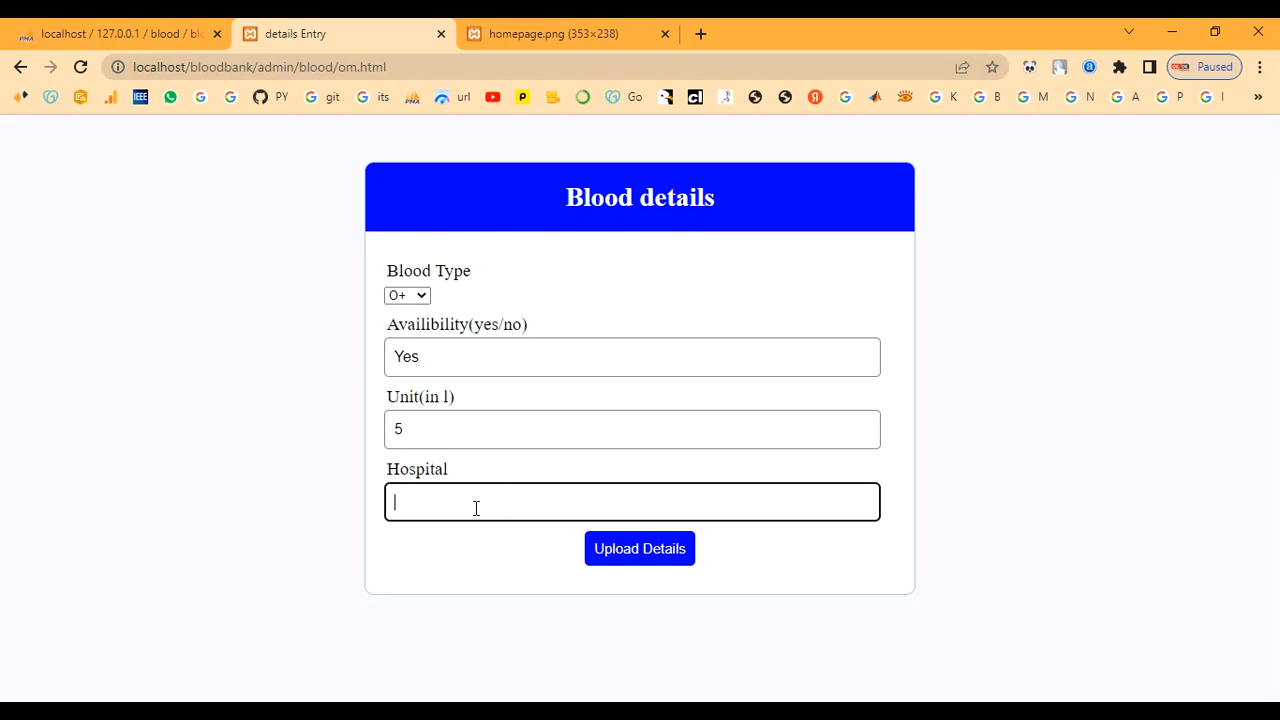 localhost / 127.0.0.1 / blood / blo
details Entry
homepage.png (353×238)
localhost/bloodbank/admin/blood/om.html
Paused
IEEE
PY
git
its
url
Go
K
B
M
N
A
P
I
»
Blood details
Blood Type
O+
Availibility(yes/no)
Yes
Unit(in l)
5
Hospital
Upload Details